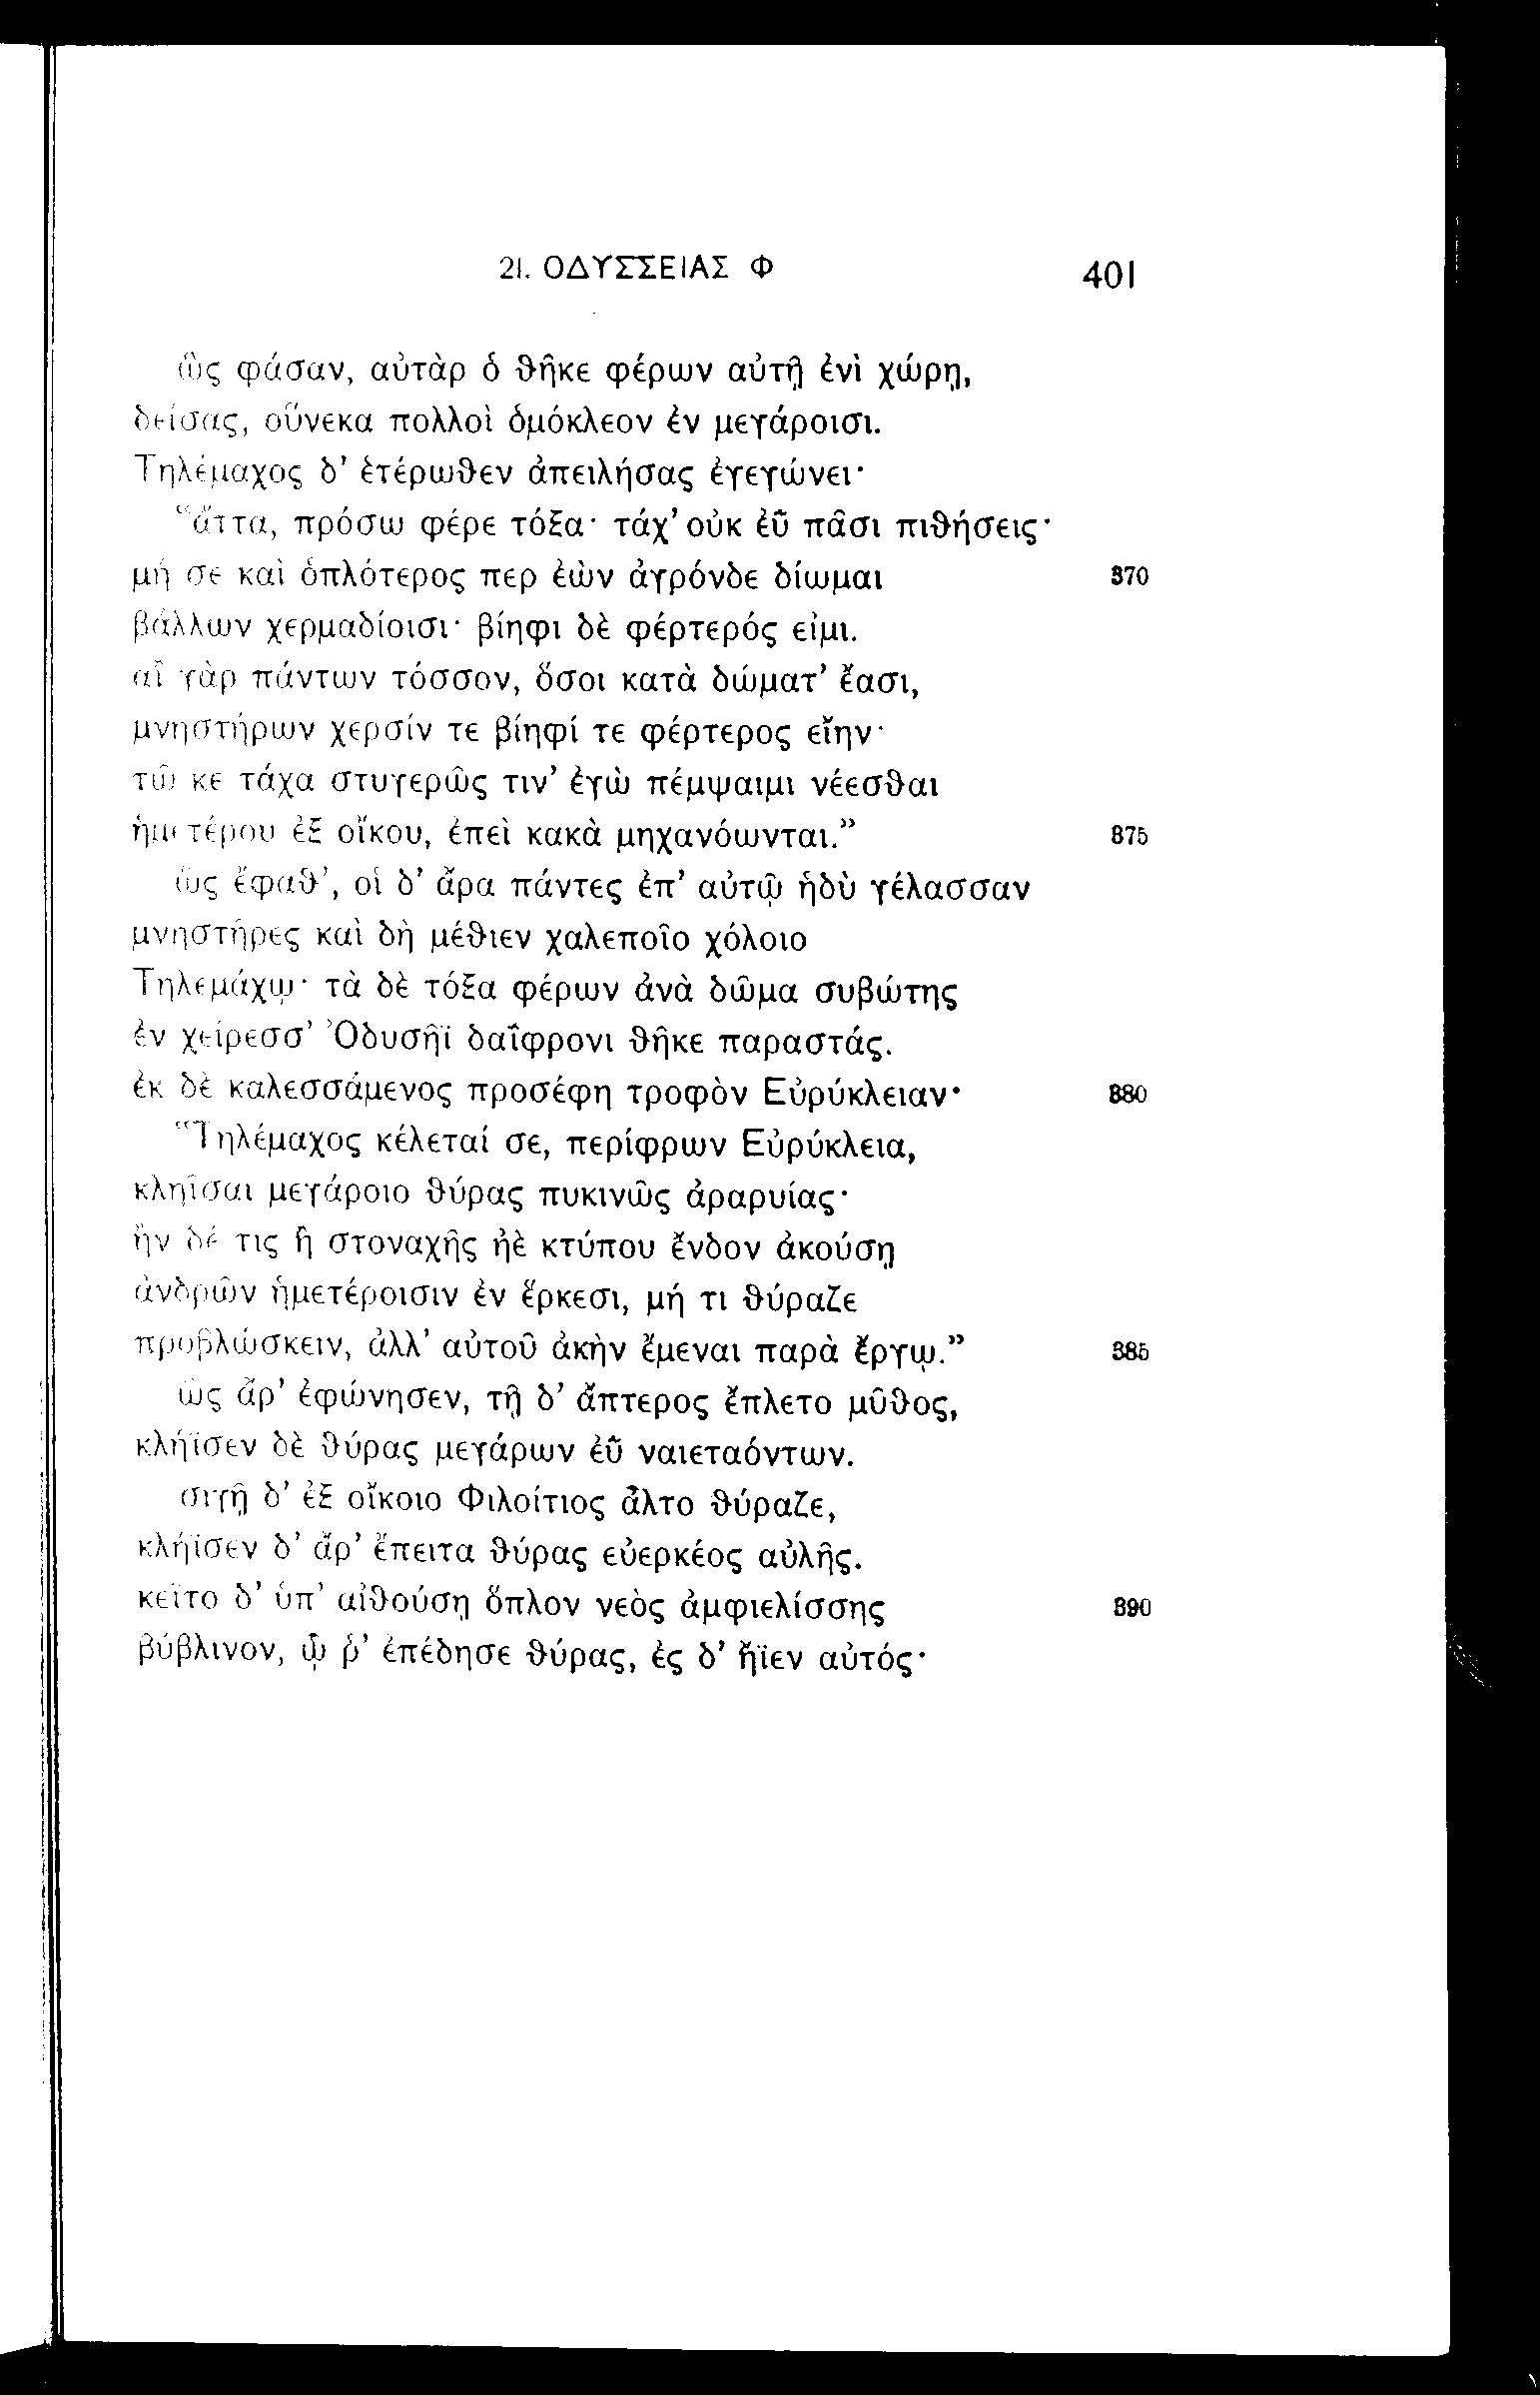 21. ΟΔΥΣΣΕΙΑΣ Φ 401
ὣς φάσαν, αὐτὰρ ὁ θῆκε φέρων αὐτῇ ἐνὶ χώρῃ,
δείσας, οὕνεκα πολλοὶ ὁμόκλεον ἐν μεγάροισι.
Τηλέμαχος δ’ ἑτέρωθεν ἀπειλήσας ἐγεγώνει·
“ἄττα, πρόσω φέρε τόξα· τάχ’ οὐκ ἐῢ πᾶσι πιθήσεις·
μή σε καὶ ὁπλότερός περ ἐὼν ἀγρόνδε δίωμαι 370
βάλλων χερμαδίοισι· βίηφι δὲ φέρτερός εἰμι.
αἲ γὰρ πάντων τόσσον, ὅσοι κατὰ δώματ’ ἔασι,
μνηστήρων χερσίν τε βίηφί τε φέρτερος εἴην·
τῶ κε τάχα στυγερῶς τιν’ ἐγὼ πέμψαιμι νέεσθαι
ἡμετέρου ἐξ οἴκου, ἐπεὶ κακὰ μηχανόωνται.” 375
ὣς ἔφαθ’, οἱ δ’ ἄρα πάντες ἐπ’ αὐτῷ ἡδὺ γέλασσαν
μνηστῆρες καὶ δὴ μέθιεν χαλεποῖο χόλοιο
Τηλεμάχῳ· τὰ δὲ τόξα φέρων ἀνὰ δῶμα συβώτης
ἐν χείρεσσ’ Ὀδυσῆϊ δαΐφρονι θῆκε παραστάς.
ἐκ δὲ καλεσσάμενος προσέφη τροφὸν Εὐρύκλειαν· 380
“Τηλέμαχος κέλεταί σε, περίφρων Εὐρύκλεια,
κληῖσαι μεγάροιο θύρας πυκινῶς ἀραρυίας·
ἢν δέ τις ἢ στοναχῆς ἠὲ κτύπου ἔνδον ἀκούσῃ
ἀνδρῶν ἡμετέροισιν ἐν ἕρκεσι, μή τι θύραζε
προβλώσκειν, ἀλλ’ αὐτοῦ ἀκὴν ἔμεναι παρὰ ἔργῳ.” 385
ὣς ἄρ’ ἐφώνησεν, τῇ δ’ ἄπτερος ἔπλετο μῦθος,
κλήϊσεν δὲ θύρας μεγάρων ἐῢ ναιεταόντων.
σιγῇ δ’ ἐξ οἴκοιο Φιλοίτιος ἆλτο θύραζε,
κλήϊσεν δ’ ἄρ’ ἔπειτα θύρας εὐερκέος αὐλῆς.
κεῖτο δ’ ὑπ’ αἰθούσῃ ὅπλον νεὸς ἀμφιελίσσης 390
βύβλινον, ᾧ ῥ’ ἐπέδησε θύρας, ἐς δ’ ἤϊεν αὐτός·